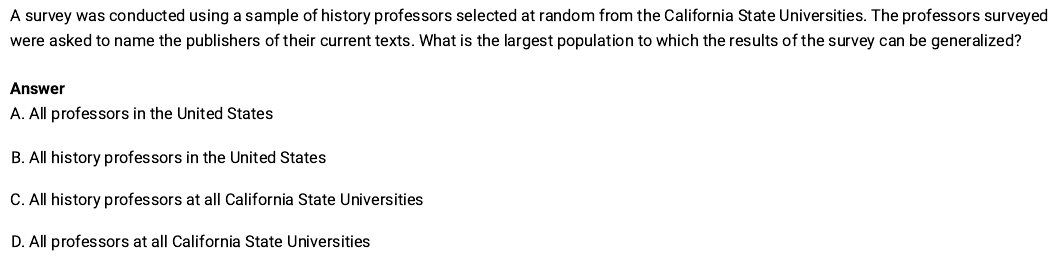 A survey was conducted using a sample of history professors selected at random from the California State Universities. The professors surveyed
were asked to name the publishers of their current texts. What is the largest population to which the results of the survey can be generalized?
Answer
A. All professors in the United States
B. All history professors in the United States
C. All history professors at all California State Universities
D. All professors at all California State Universities